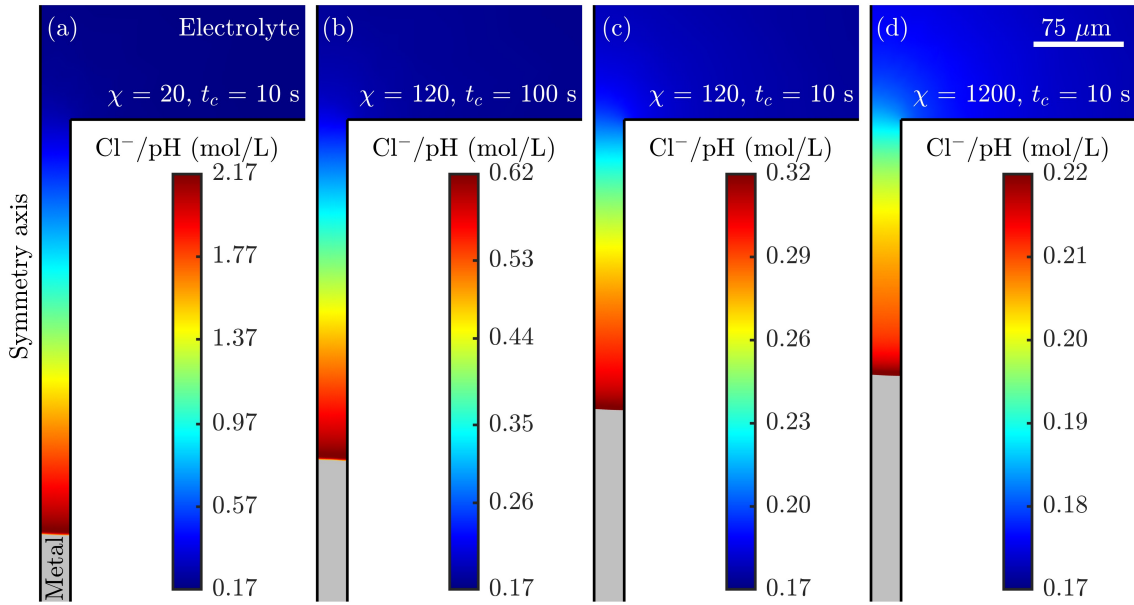 (a)
Electrolyte
χ = 20, t_c = 10 s
Cl⁻/pH (mol/L)
2.17
1.77
1.37
0.97
0.57
0.17
Symmetry axis
Metal
(b)
χ = 120, t_c = 100 s
Cl⁻/pH (mol/L)
0.62
0.53
0.44
0.35
0.26
0.17
(c)
χ = 120, t_c = 10 s
Cl⁻/pH (mol/L)
0.32
0.29
0.26
0.23
0.20
0.17
(d)
75 μm
χ = 1200, t_c = 10 s
Cl⁻/pH (mol/L)
0.22
0.21
0.20
0.19
0.18
0.17